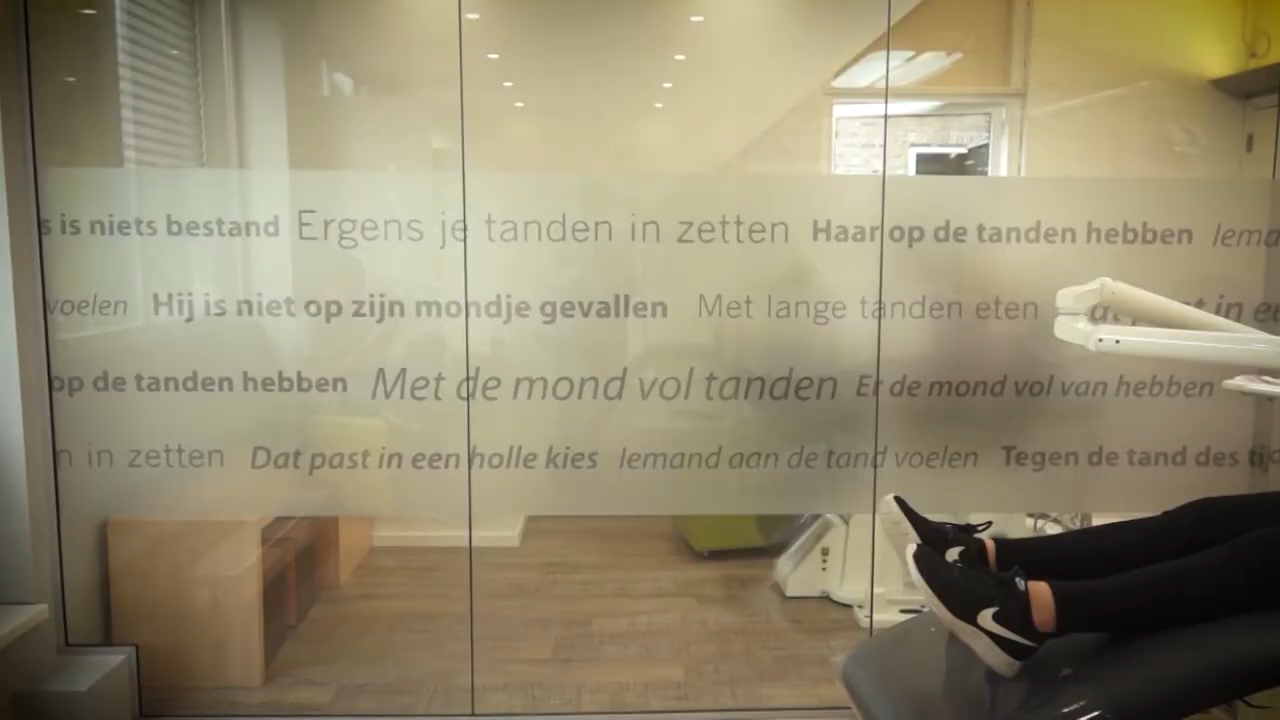 is niets bestand Ergens je tanden in zetten Haar op de tanden hebben Iema
voelen Hij is niet op zijn mondje gevallen Met lange tanden eten in ee
op de tanden hebben Met de mond vol tanden Er de mond vol van hebben
n in zetten Dat past in een holle kies Iemand aan de tand voelen Tegen de tand des